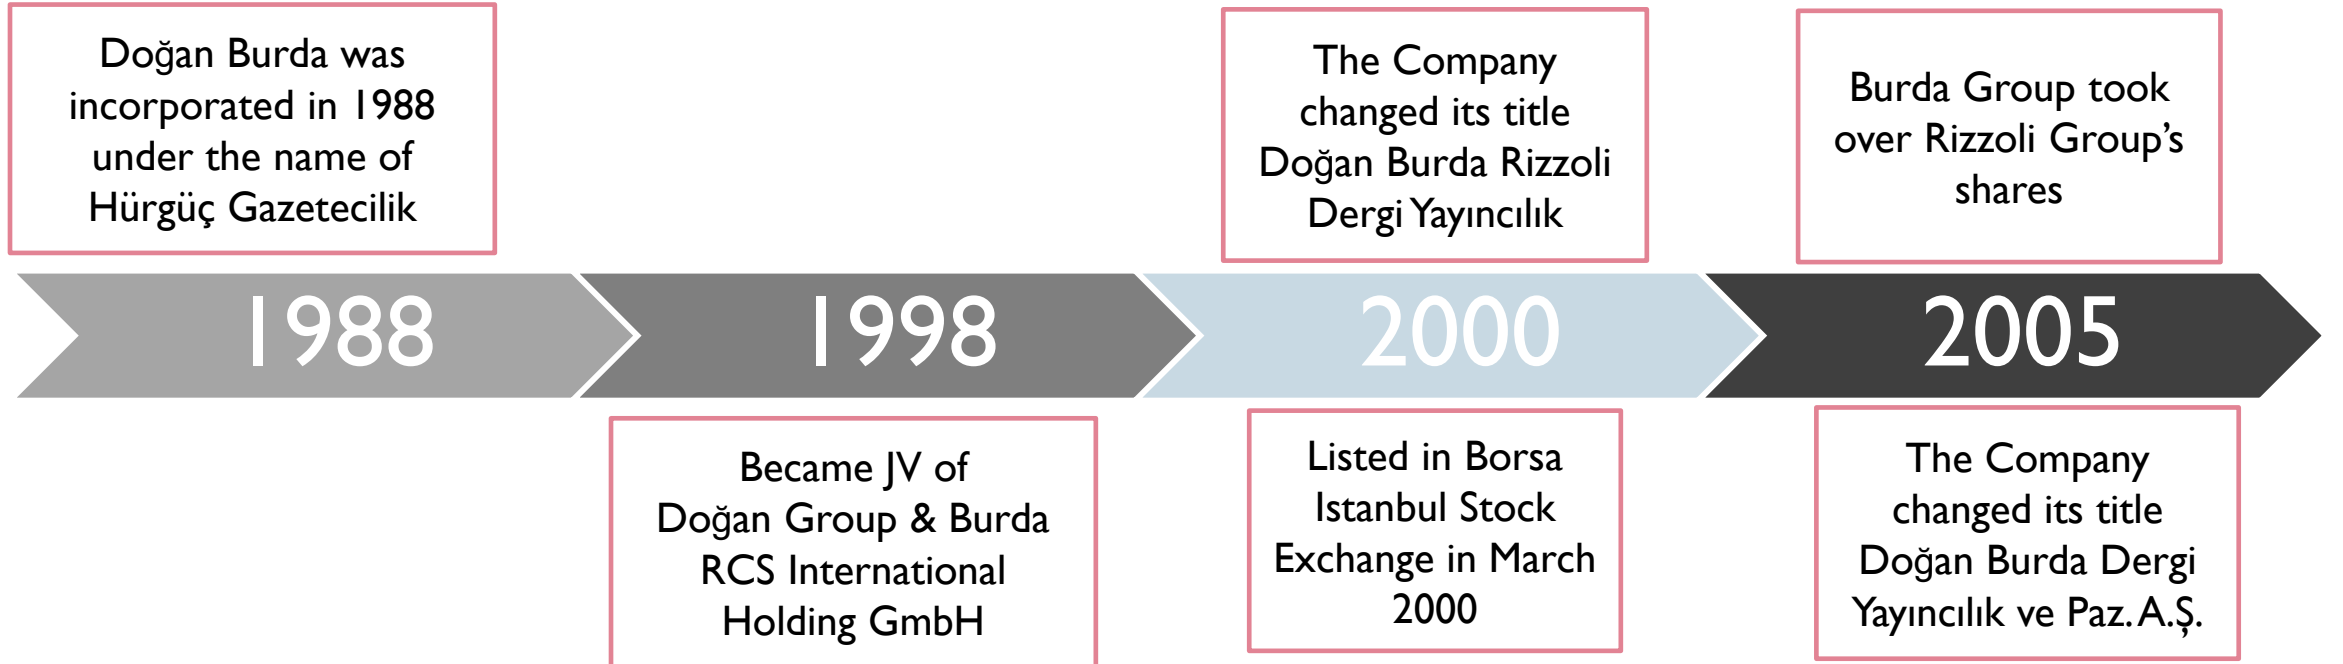 Doğan Burda was
incorporated in 1988
under the name of
Hürgüç Gazetecilik
The Company
changed its title
Doğan Burda Rizzoli
Dergi Yayıncılık
Burda Group took
over Rizzoli Group’s
shares
1988
1998
2000
2005
Became JV of
Doğan Group & Burda
RCS International
Holding GmbH
Listed in Borsa
Istanbul Stock
Exchange in March
2000
The Company
changed its title
Doğan Burda Dergi
Yayıncılık ve Paz. A.Ş.